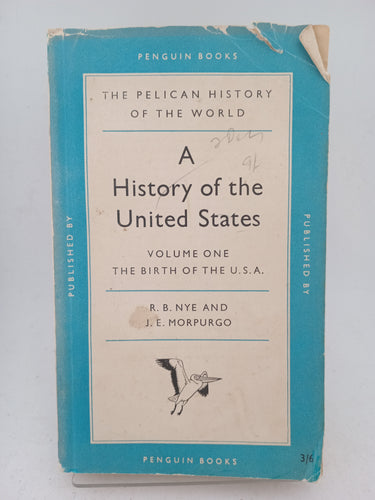 PENGUIN BOOKS
THE PELICAN HISTORY
OF THE WORLD
A
History of the
United States
VOLUME ONE
THE BIRTH OF THE U.S.A.
R. B. NYE AND
J. E. MORPURGO
PUBLISHED BY
PUBLISHED BY
PENGUIN BOOKS
3/6